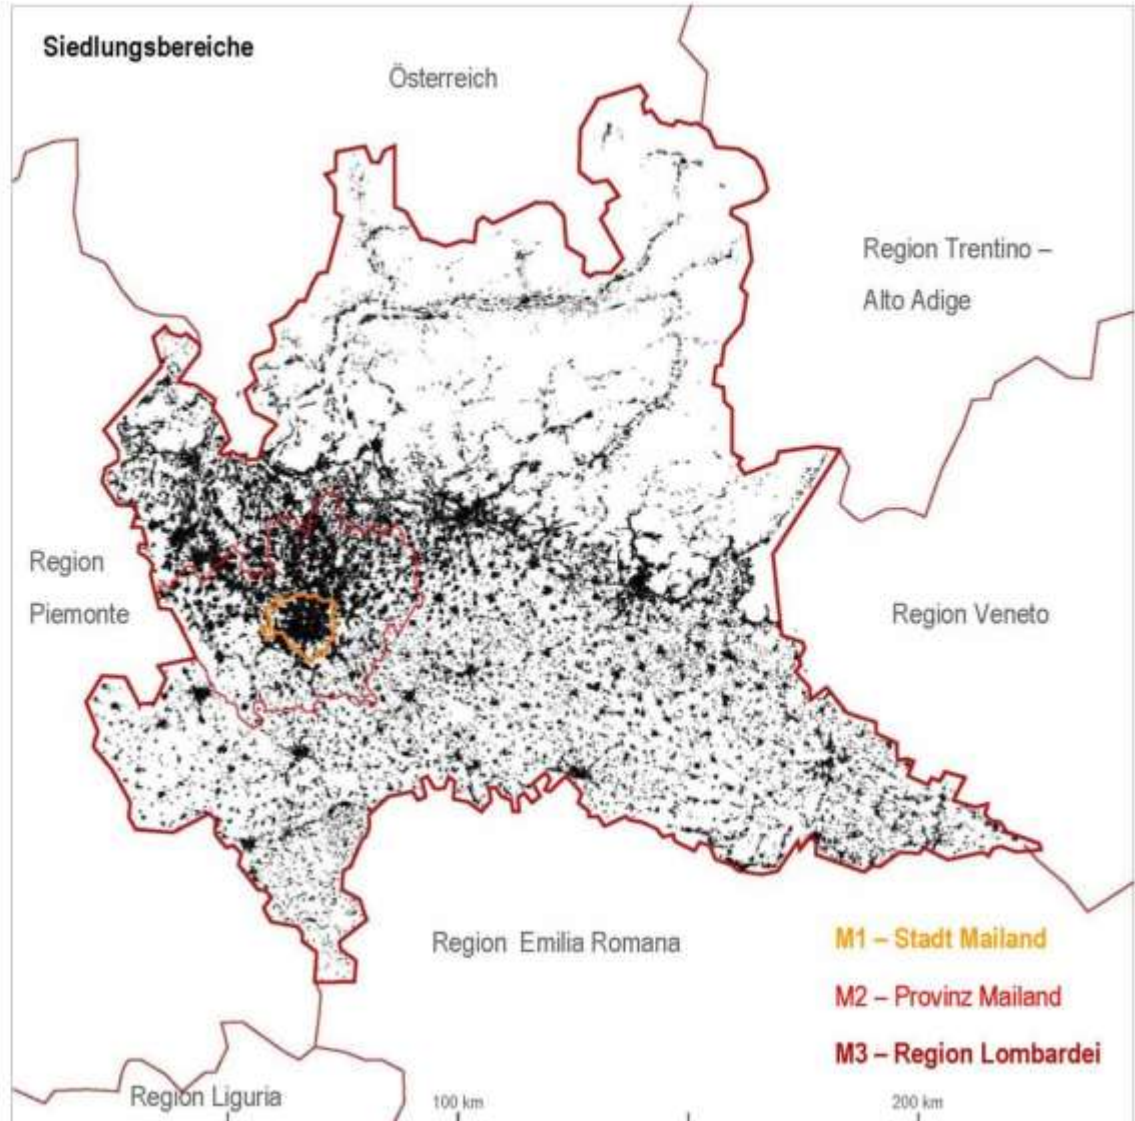 Siedlungsbereiche
Österreich
Region Trentino –
Alto Adige
Region
Piemonte
Region Veneto
Region Emilia Romana
M1 – Stadt Mailand
M2 – Provinz Mailand
M3 – Region Lombardei
Region Liguria
100 km
200 km